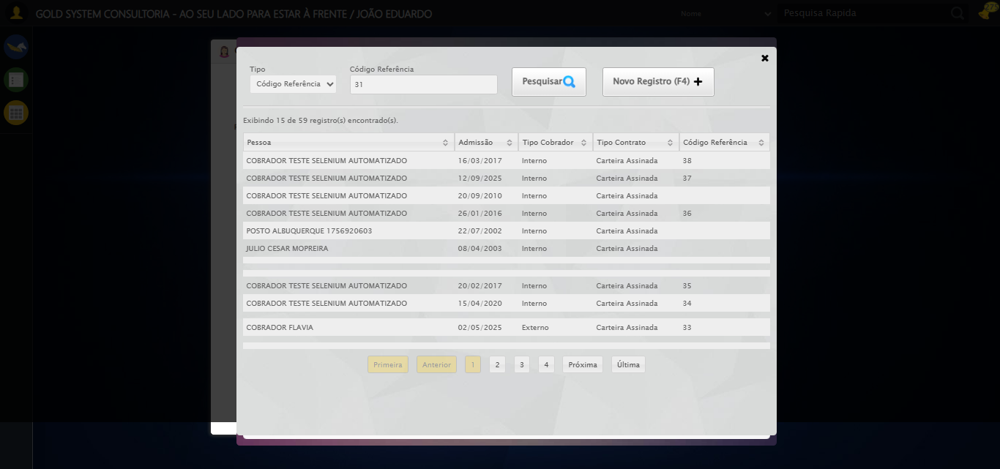 GOLD SYSTEM CONSULTORIA - AO SEU LADO PARA ESTAR À FRENTE / JOÃO EDUARDO
Nome
Pesquisa Rapida
Tipo
Código Referência
Código Referência
31
Pesquisar
Novo Registro (F4)
Exibindo 15 de 59 registro(s) encontrado(s).
Pessoa Admissão Tipo Cobrador Tipo Contrato Código Referência
COBRADOR TESTE SELENIUM AUTOMATIZADO 16/03/2017 Interno Carteira Assinada 38
COBRADOR TESTE SELENIUM AUTOMATIZADO 12/09/2025 Interno Carteira Assinada 37
COBRADOR TESTE SELENIUM AUTOMATIZADO 20/09/2010 Interno Carteira Assinada
COBRADOR TESTE SELENIUM AUTOMATIZADO 26/01/2016 Interno Carteira Assinada 36
POSTO ALBUQUERQUE 1756920603 22/07/2002 Interno Carteira Assinada
JULIO CESAR MOPREIRA 08/04/2003 Interno Carteira Assinada
COBRADOR TESTE SELENIUM AUTOMATIZADO 20/02/2017 Interno Carteira Assinada 35
COBRADOR TESTE SELENIUM AUTOMATIZADO 15/04/2020 Interno Carteira Assinada 34
COBRADOR FLAVIA 02/05/2025 Externo Carteira Assinada 33
Primeira Anterior 1 2 3 4 Próxima Última